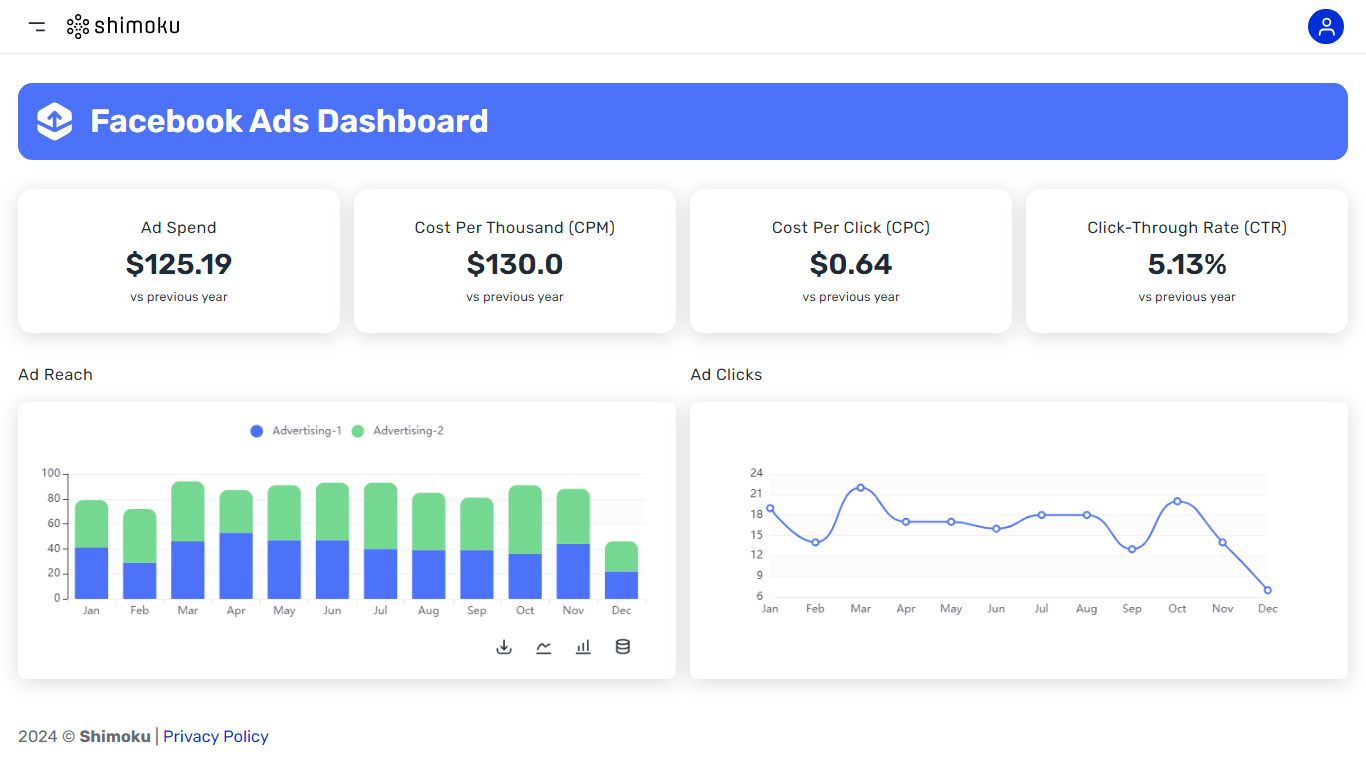 shimoku
Facebook Ads Dashboard
Ad Spend
$125.19
vs previous year
Cost Per Thousand (CPM)
$130.0
vs previous year
Cost Per Click (CPC)
$0.64
vs previous year
Click-Through Rate (CTR)
5.13%
vs previous year
Ad Reach
Advertising-1 Advertising-2
100
80
60
40
20
0
Jan Feb Mar Apr May Jun Jul Aug Sep Oct Nov Dec
Ad Clicks
24
21
18
15
12
9
6
Jan Feb Mar Apr May Jun Jul Aug Sep Oct Nov Dec
2024 © Shimoku | Privacy Policy